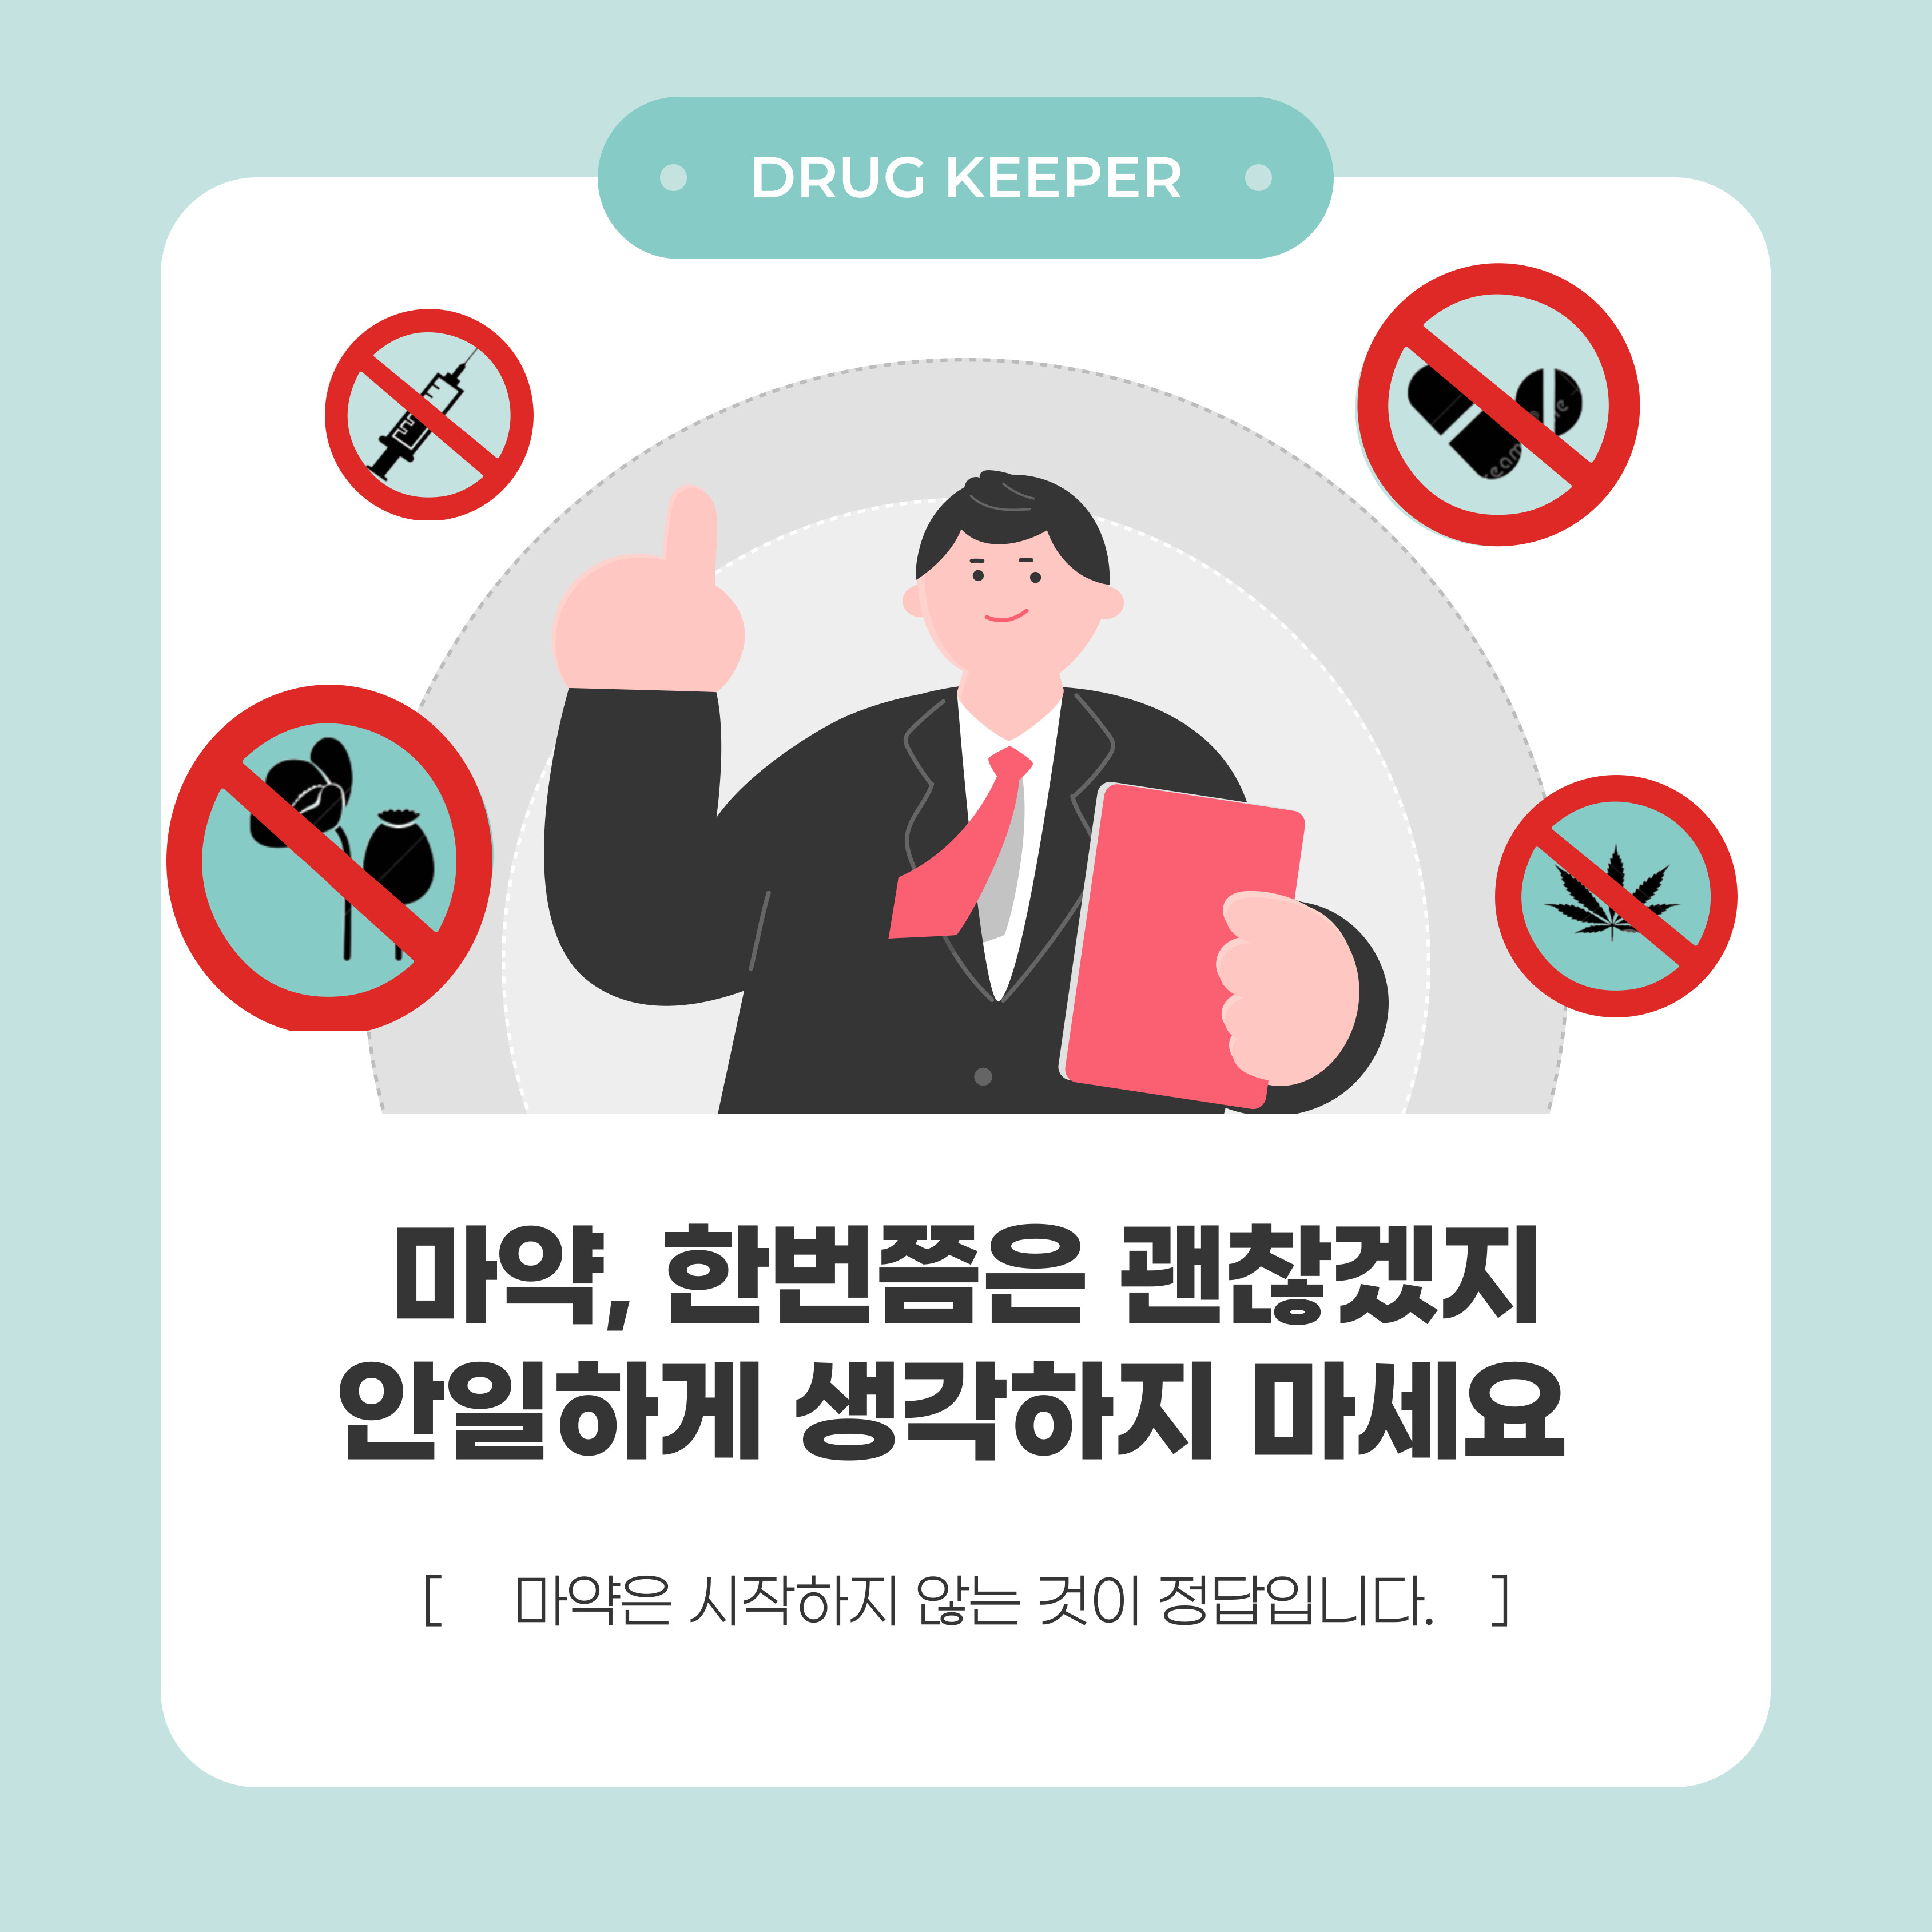 DRUG KEEPER
마약, 한번쯤은 괜찮겠지
안일하게 생각하지 마세요
[ 마약은 시작하지 않는 것이 정답입니다. ]